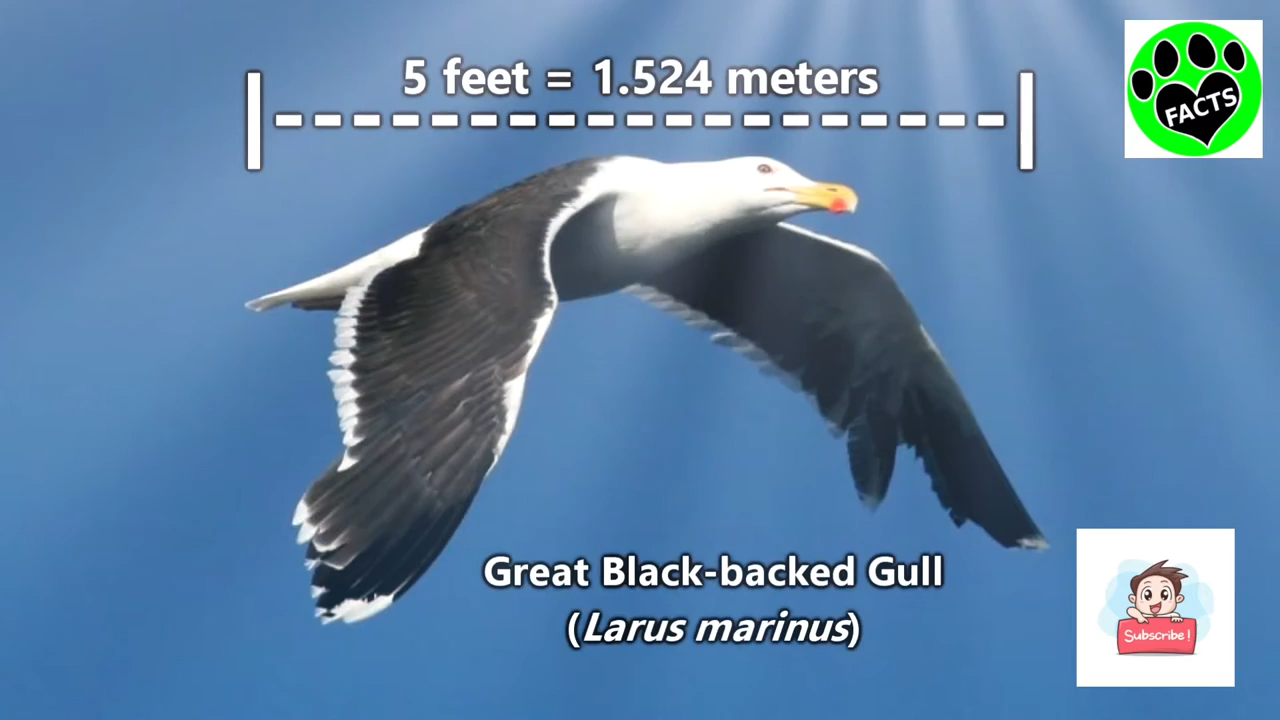 5 feet = 1.524 meters
FACTS
Great Black-backed Gull
(Larus marinus)
Subscribe!